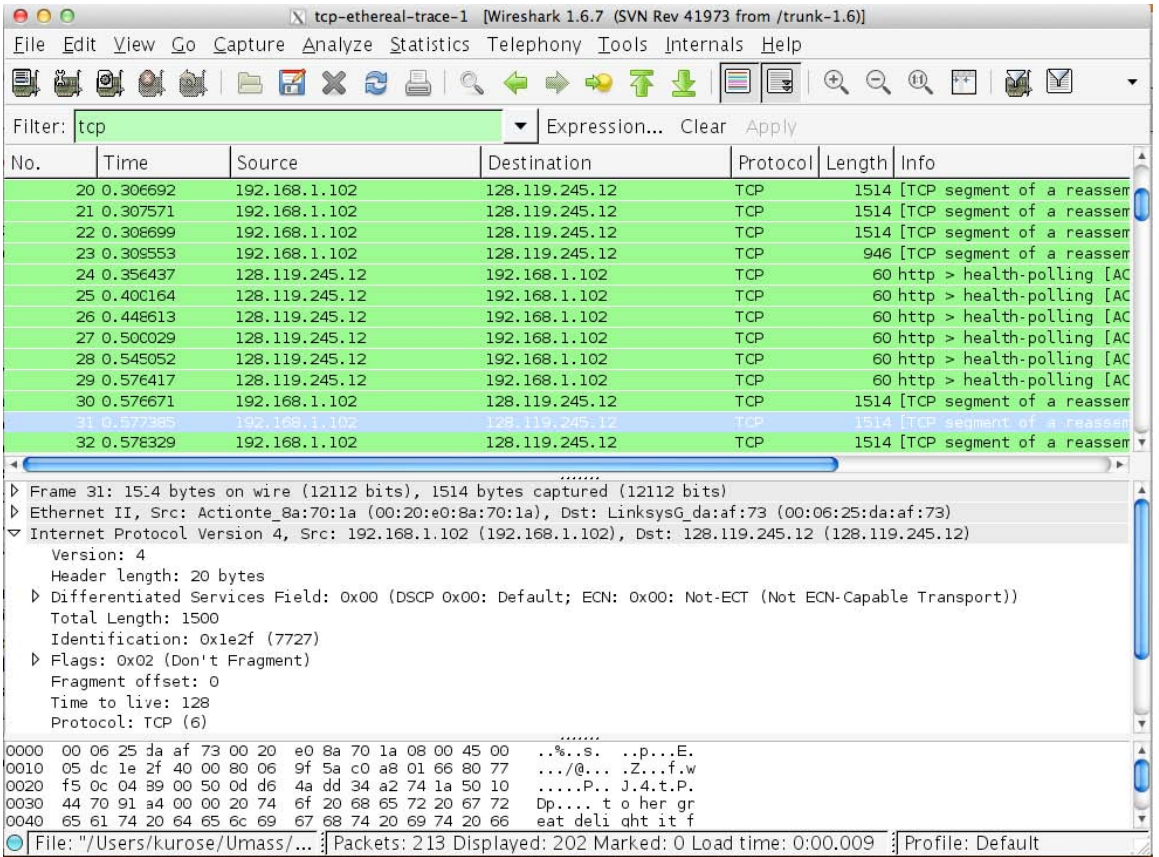 tcp-ethereal-trace-1 [Wireshark 1.6.7 (SVN Rev 41973 from /trunk-1.6)]
File Edit View Go Capture Analyze Statistics Telephony Tools Internals Help
Filter: tcp Expression... Clear Apply
No. Time Source Destination Protocol Length Info
20 0.306692 192.168.1.102 128.119.245.12 TCP 1514 [TCP segment of a reassem
21 0.307571 192.168.1.102 128.119.245.12 TCP 1514 [TCP segment of a reassem
22 0.308699 192.168.1.102 128.119.245.12 TCP 1514 [TCP segment of a reassem
23 0.309553 192.168.1.102 128.119.245.12 TCP 946 [TCP segment of a reassem
24 0.356437 128.119.245.12 192.168.1.102 TCP 60 http > health-polling [AC
25 0.400164 128.119.245.12 192.168.1.102 TCP 60 http > health-polling [AC
26 0.448613 128.119.245.12 192.168.1.102 TCP 60 http > health-polling [AC
27 0.500029 128.119.245.12 192.168.1.102 TCP 60 http > health-polling [AC
28 0.545052 128.119.245.12 192.168.1.102 TCP 60 http > health-polling [AC
29 0.576417 128.119.245.12 192.168.1.102 TCP 60 http > health-polling [AC
30 0.576671 192.168.1.102 128.119.245.12 TCP 1514 [TCP segment of a reassem
31 0.577385 192.168.1.102 128.119.245.12 TCP 1514 [TCP segment of a reassem
32 0.578329 192.168.1.102 128.119.245.12 TCP 1514 [TCP segment of a reassem
Frame 31: 1514 bytes on wire (12112 bits), 1514 bytes captured (12112 bits)
Ethernet II, Src: Actionte_8a:70:1a (00:20:e0:8a:70:1a), Dst: LinksysG_da:af:73 (00:06:25:da:af:73)
Internet Protocol Version 4, Src: 192.168.1.102 (192.168.1.102), Dst: 128.119.245.12 (128.119.245.12)
Version: 4
Header length: 20 bytes
Differentiated Services Field: 0x00 (DSCP 0x00: Default; ECN: 0x00: Not-ECT (Not ECN-Capable Transport))
Total Length: 1500
Identification: 0x1e2f (7727)
Flags: 0x02 (Don't Fragment)
Fragment offset: 0
Time to live: 128
Protocol: TCP (6)
0000 00 06 25 da af 73 00 20 e0 8a 70 1a 08 00 45 00 ..%..s. ..p...E.
0010 05 dc 1e 2f 40 00 80 06 9f 5a c0 a8 01 66 80 77 .../@... .Z...f.w
0020 f5 0c 04 89 00 50 0d d6 4a dd 34 a2 74 1a 50 10 .....P.. J.4.t.P.
0030 44 70 91 a4 00 00 20 74 6f 20 68 65 72 20 67 72 Dp.... t o her gr
0040 65 61 74 20 64 65 6c 69 67 68 74 20 69 74 20 66 eat deli ght it f
File: "/Users/kurose/Umass/... Packets: 213 Displayed: 202 Marked: 0 Load time: 0:00.009 Profile: Default